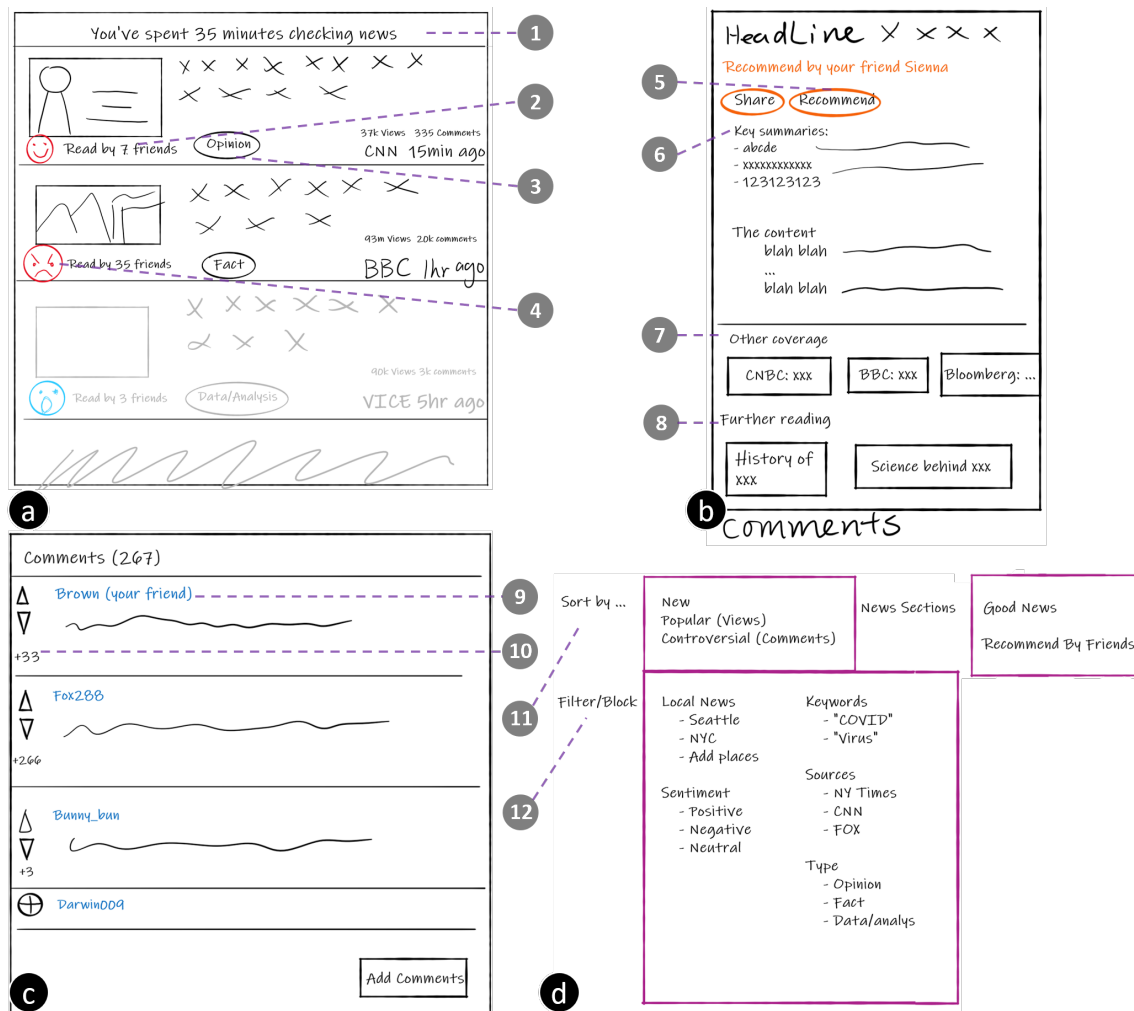 You've spent 35 minutes checking news
1
2
Read by 7 friends
Opinion
37k Views 335 Comments
CNN 15min ago
3
93m Views 20k comments
Read by 35 friends
Fact
BBC 1hr ago
4
90k Views 3k comments
Read by 3 friends
Data/Analysis
VICE 5hr ago
a
HeadLine X X X X
Recommend by your friend Sienna
5
Share
Recommend
6
Key summaries:
- abcde
- xxxxxxxxxxxx
- 123123123
The content
blah blah
...
blah blah
7
Other coverage
CNBC: xxx
BBC: xxx
Bloomberg: ...
8
Further reading
History of
xxx
Science behind xxx
b
Comments
Comments (267)
Brown (your friend)
9
+33
10
Fox288
+266
Bunny_bun
+3
Darwin009
Add Comments
c
11
12
Sort by ...
New
Popular (Views)
Controversial (Comments)
News Sections
Good News
Recommend By Friends
Filter/Block
Local News
- Seattle
- NYC
- Add places
Sentiment
- Positive
- Negative
- Neutral
Keywords
- "COVID"
- "Virus"
Sources
- NY Times
- CNN
- FOX
Type
- Opinion
- Fact
- Data/analys
d